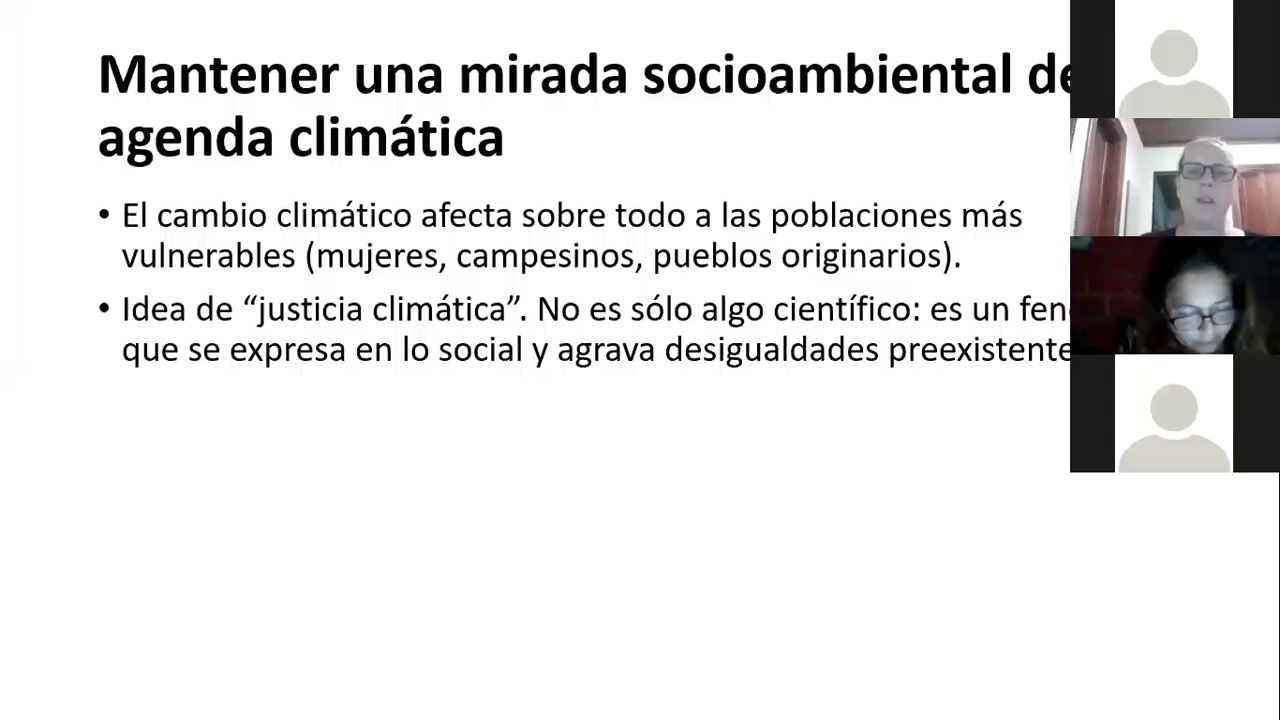 Mantener una mirada socioambiental de
agenda climática
• El cambio climático afecta sobre todo a las poblaciones más
vulnerables (mujeres, campesinos, pueblos originarios).
• Idea de “justicia climática”. No es sólo algo científico: es un
que se expresa en lo social y agrava desigualdades preexistente